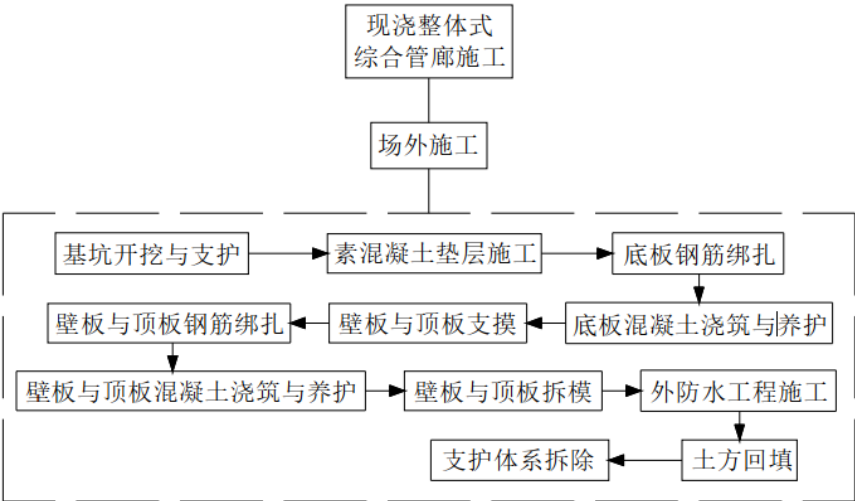 现浇整体式
综合管廊施工
场外施工
基坑开挖与支护
素混凝土垫层施工
底板钢筋绑扎
底板混凝土浇筑与养护
壁板与顶板支摸
壁板与顶板钢筋绑扎
壁板与顶板混凝土浇筑与养护
壁板与顶板拆模
外防水工程施工
土方回填
支护体系拆除